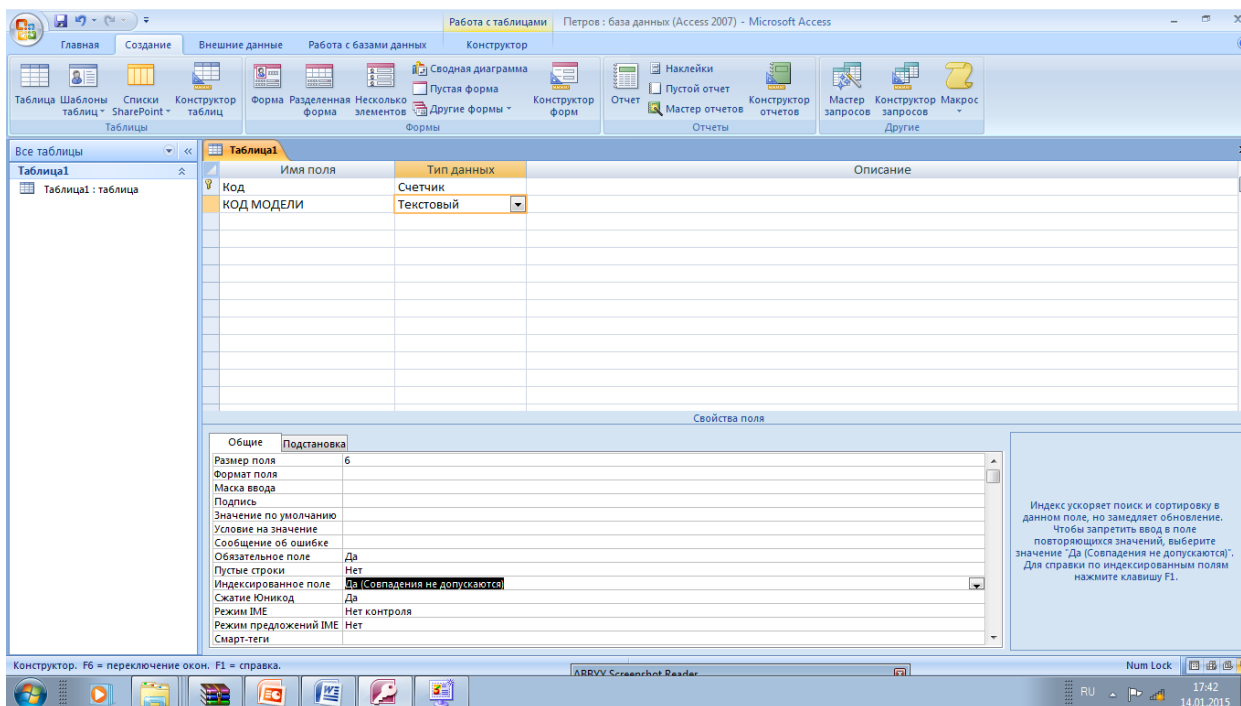 Работа с таблицами Петров : база данных (Access 2007) - Microsoft Access
Главная Создание Внешние данные Работа с базами данных Конструктор
Таблица Шаблоны таблиц Списки SharePoint Конструктор таблиц
Таблицы
Форма Разделенная форма Несколько элементов
Сводная диаграмма
Пустая форма
Другие формы
Конструктор форм
Формы
Отчет
Наклейки
Пустой отчет
Мастер отчетов
Конструктор отчетов
Отчеты
Мастер запросов Конструктор запросов Макрос
Другие
Все таблицы
Таблица1
Таблица1 : таблица
Таблица1
Имя поля Тип данных Описание
Код Счетчик
КОД МОДЕЛИ Текстовый
Свойства поля
Общие Подстановка
Размер поля 6
Формат поля
Маска ввода
Подпись
Значение по умолчанию
Условие на значение
Сообщение об ошибке
Обязательное поле Да
Пустые строки Нет
Индексированное поле Да (Совпадения не допускаются)
Сжатие Юникод Да
Режим IME Нет контроля
Режим предложений IME Нет
Смарт-теги
Индекс ускоряет поиск и сортировку в
данном поле, но замедляет обновление.
Чтобы запретить ввод в поле
повторяющихся значений, выберите
значение "Да (Совпадения не допускаются)".
Для справки по индексированным полям
нажмите клавишу F1.
Конструктор. F6 = переключение окон. F1 = справка. Num Lock
ABBYY Screenshot Reader
RU 17:42
14.01.2015